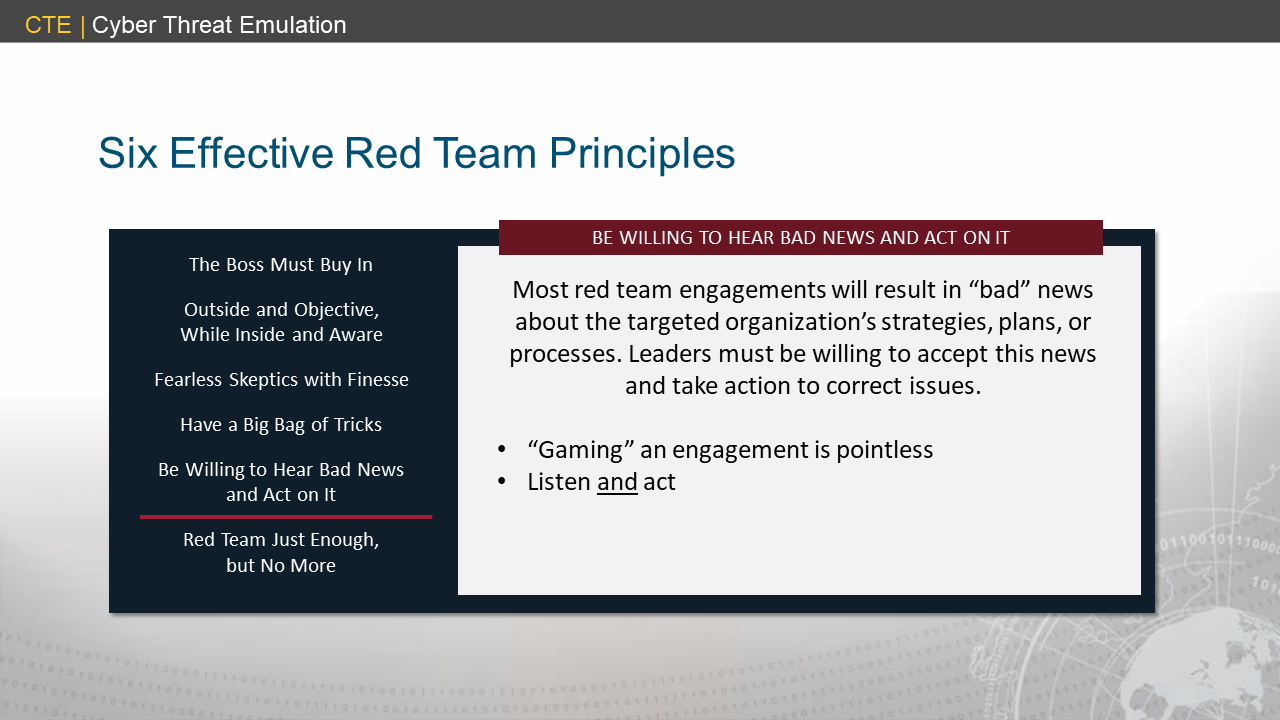 CTE | Cyber Threat Emulation
Six Effective Red Team Principles
The Boss Must Buy In
Outside and Objective,
While Inside and Aware
Fearless Skeptics with Finesse
Have a Big Bag of Tricks
Be Willing to Hear Bad News
and Act on It
Red Team Just Enough,
but No More
BE WILLING TO HEAR BAD NEWS AND ACT ON IT
Most red team engagements will result in “bad” news
about the targeted organization’s strategies, plans, or
processes. Leaders must be willing to accept this news
and take action to correct issues.
• “Gaming” an engagement is pointless
• Listen and act